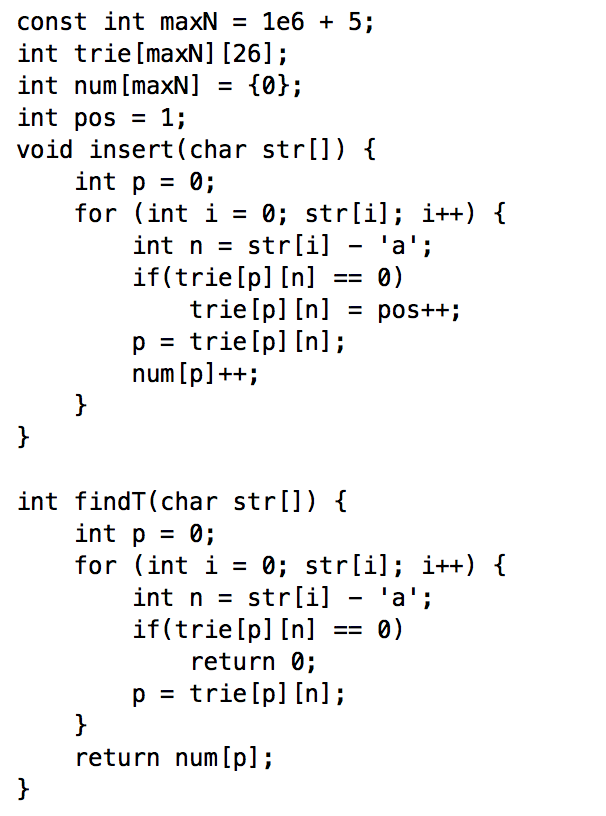 const int maxN = 1e6 + 5;
int trie[maxN][26];
int num[maxN] = {0};
int pos = 1;
void insert(char str[]) {
    int p = 0;
    for (int i = 0; str[i]; i++) {
        int n = str[i] - 'a';
        if(trie[p][n] == 0)
            trie[p][n] = pos++;
        p = trie[p][n];
        num[p]++;
    }
}

int findT(char str[]) {
    int p = 0;
    for (int i = 0; str[i]; i++) {
        int n = str[i] - 'a';
        if(trie[p][n] == 0)
            return 0;
        p = trie[p][n];
    }
    return num[p];
}